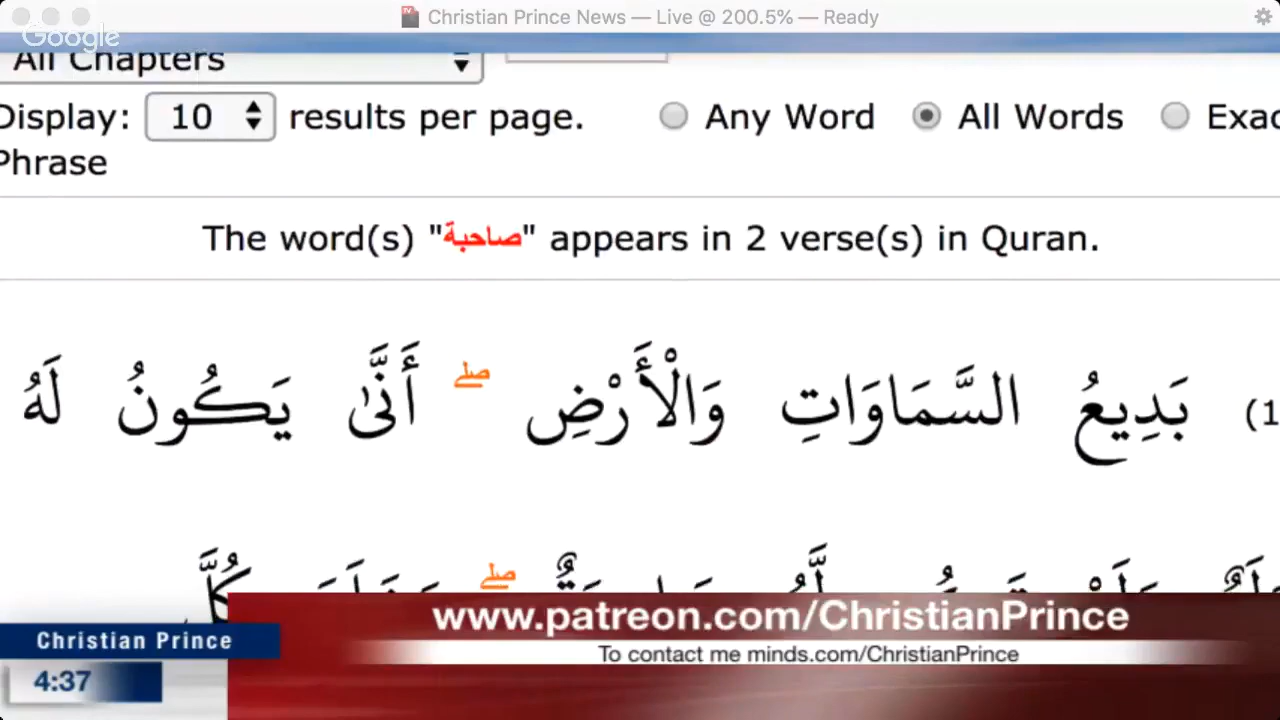 Christian Prince News — Live @ 200.5% — Ready
Google
All Chapters
Display: 10 results per page. Any Word All Words Exac
Phrase
The word(s) "صاحبة" appears in 2 verse(s) in Quran.
(1 بَدِيعُ السَّمَاوَاتِ وَالْأَرْضِ ۖ أَنَّىٰ يَكُونُ لَهُ
www.patreon.com/ChristianPrince
To contact me minds.com/ChristianPrince
Christian Prince
4:37